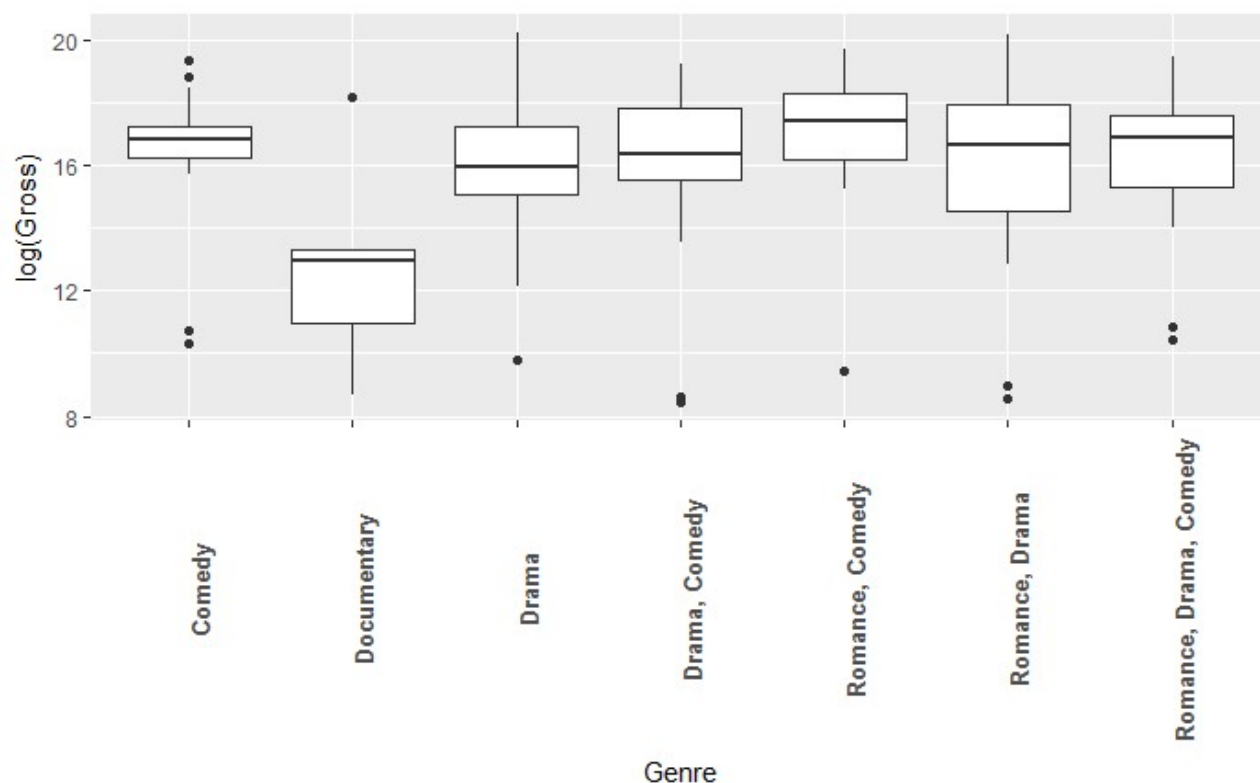 log(Gross)
20
16
12
8
Comedy
Documentary
Drama
Drama, Comedy
Romance, Comedy
Romance, Drama
Romance, Drama, Comedy
Genre